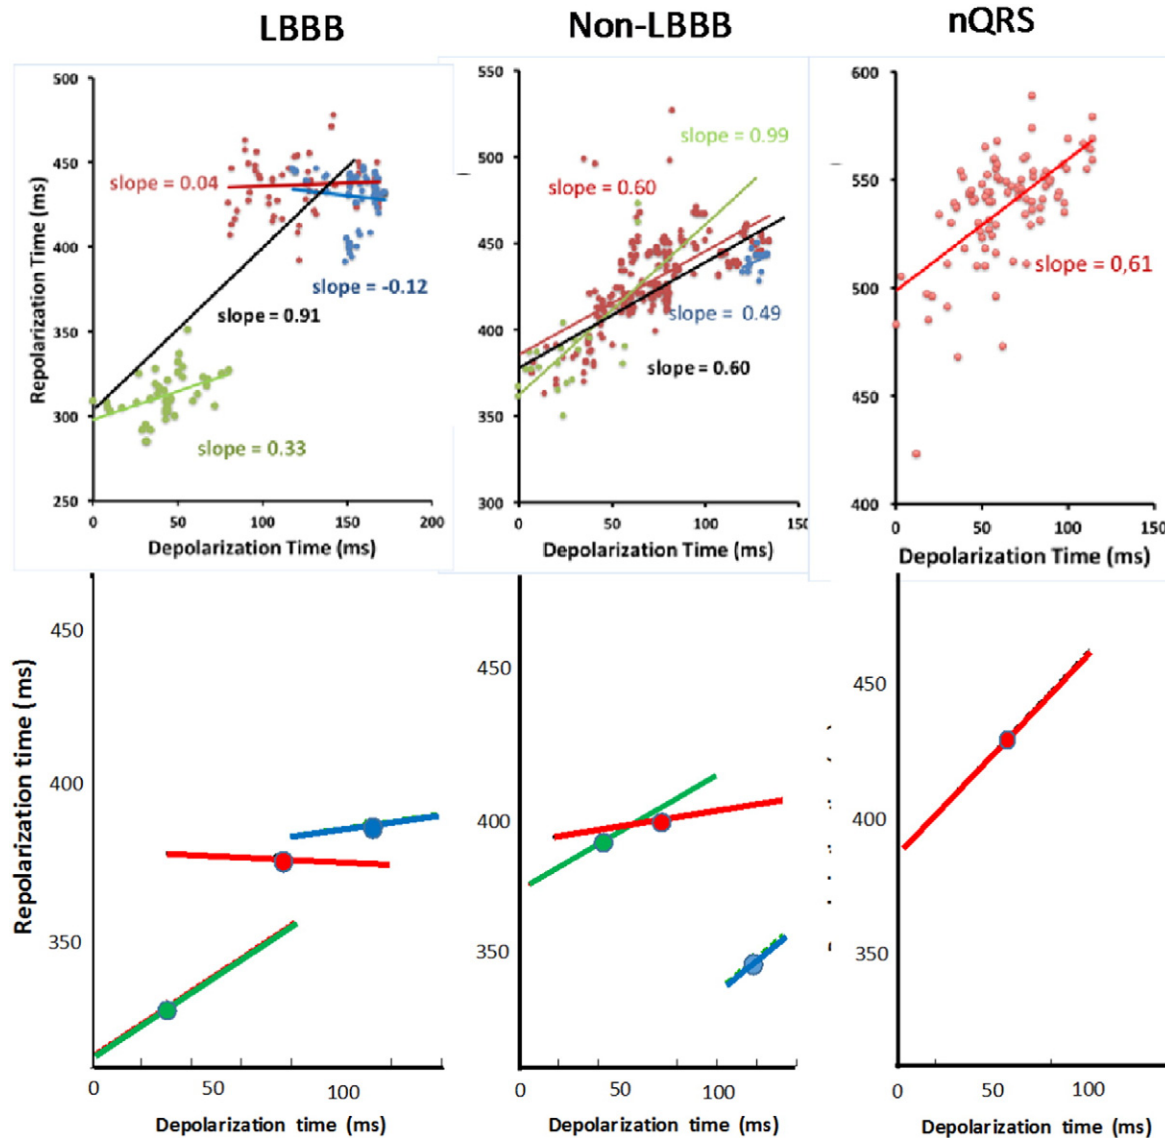 LBBB
Non-LBBB
nQRS
500
450
400
350
300
250
Repolarization Time (ms)
slope = 0.04
slope = -0.12
slope = 0.91
slope = 0.33
0
50
100
150
200
Depolarization Time (ms)
550
500
450
400
350
300
slope = 0.99
slope = 0.60
slope = 0.49
slope = 0.60
0
50
100
150
Depolarization Time (ms)
600
550
500
450
400
slope = 0,61
0
50
100
150
Depolarization Time (ms)
450
400
350
Repolarization time (ms)
0
50
100
Depolarization time (ms)
450
400
350
0
50
100
Depolarization time (ms)
450
400
350
0
50
100
Depolarization time (ms)